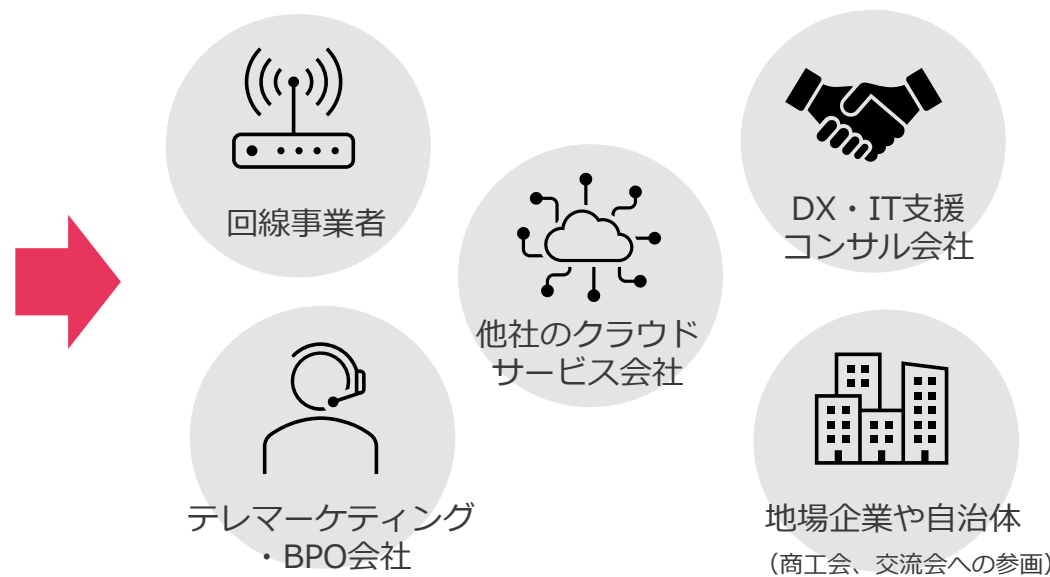 回線事業者
DX・IT支援
コンサル会社
他社のクラウド
サービス会社
テレマーケティング
・BPO会社
地場企業や自治体
（商工会、交流会への参画）